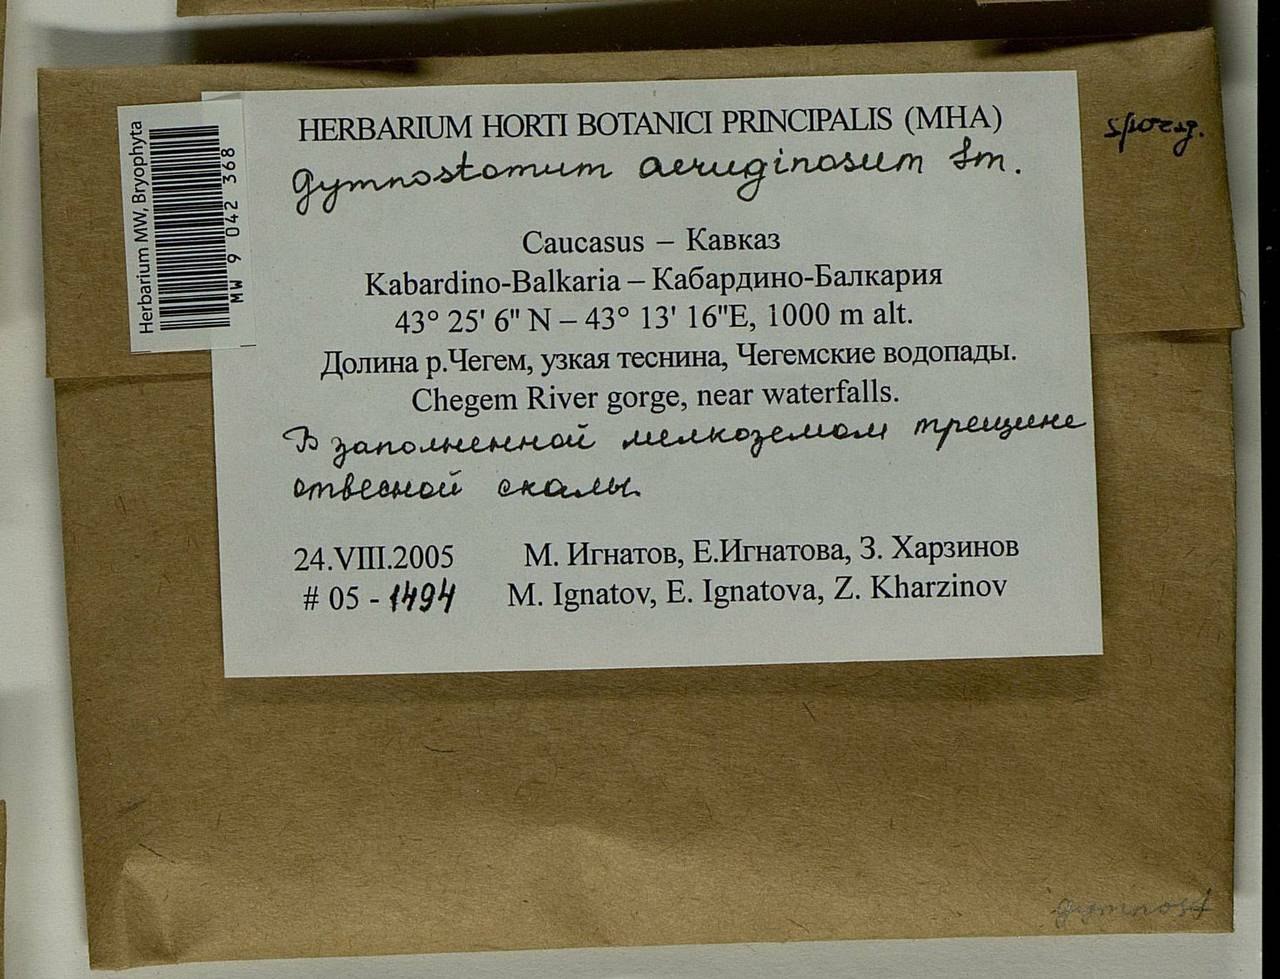 HERBARIUM HORTI BOTANICI PRINCIPALIS (MHA)
Gymnostomum aeruginosum Sm.
sporog.
Herbarium MW, Bryophyta
MW 9 042 368
Caucasus – Кавказ
Kabardino-Balkaria – Кабардино-Балкария
43° 25' 6" N – 43° 13' 16"E, 1000 m alt.
Долина р.Чегем, узкая теснина, Чегемские водопады.
Chegem River gorge, near waterfalls.
В заполненной мелкоземом трещине
отвесной скалы.
24.VIII.2005 М. Игнатов, Е.Игнатова, З. Харзинов
# 05 - 1494 M. Ignatov, E. Ignatova, Z. Kharzinov
gymnost